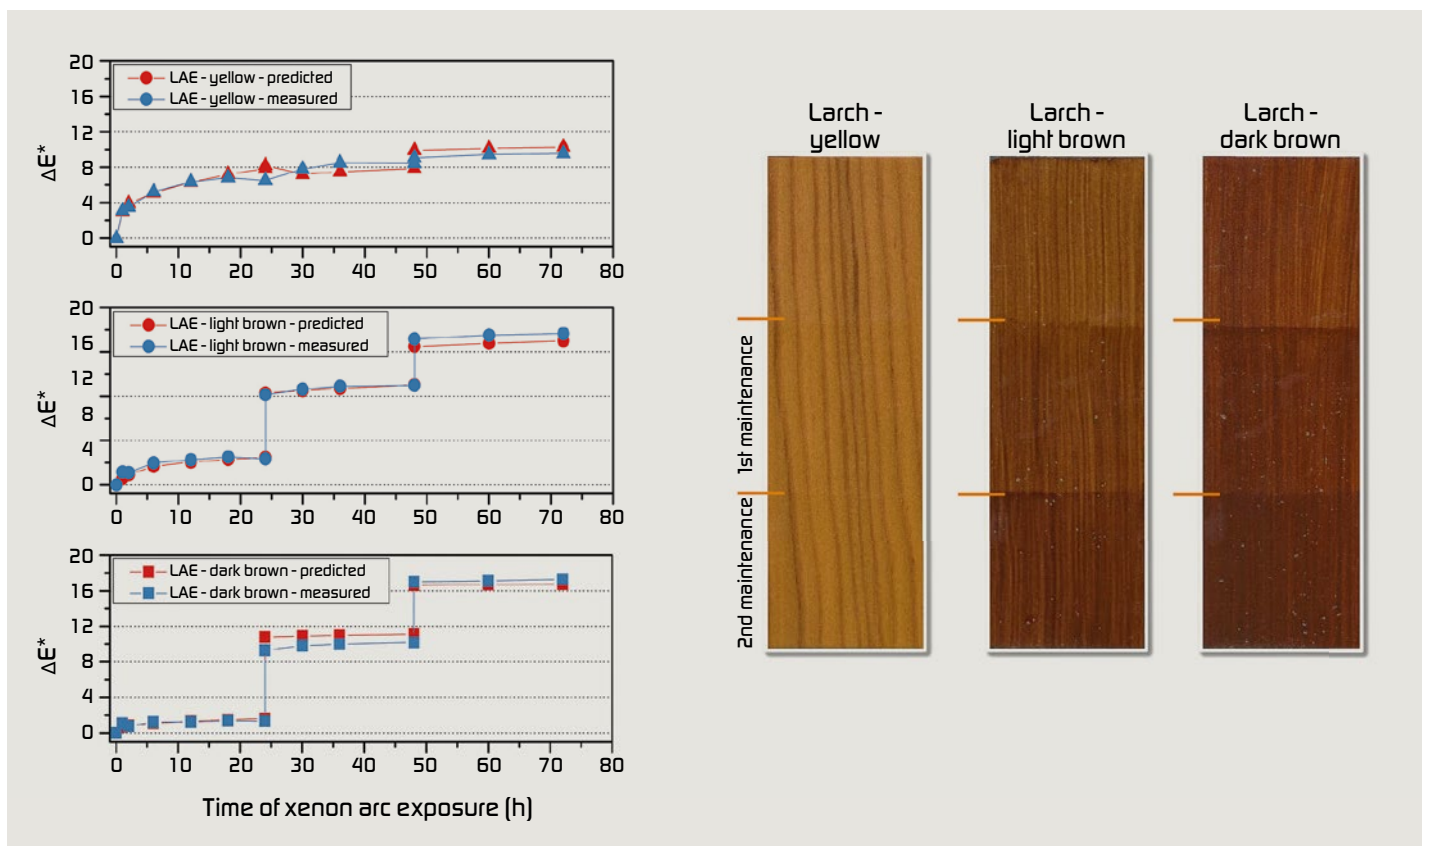 20
16
12
8
4
0
ΔE*
LAE - yellow - predicted
LAE - yellow - measured
0 10 20 30 40 50 60 70 80
20
16
12
8
4
0
ΔE*
LAE - light brown - predicted
LAE - light brown - measured
0 10 20 30 40 50 60 70 80
20
16
12
8
4
0
ΔE*
LAE - dark brown - predicted
LAE - dark brown - measured
0 10 20 30 40 50 60 70 80
Time of xenon arc exposure (h)
Larch -
yellow
Larch -
light brown
Larch -
dark brown
1st maintenance
2nd maintenance